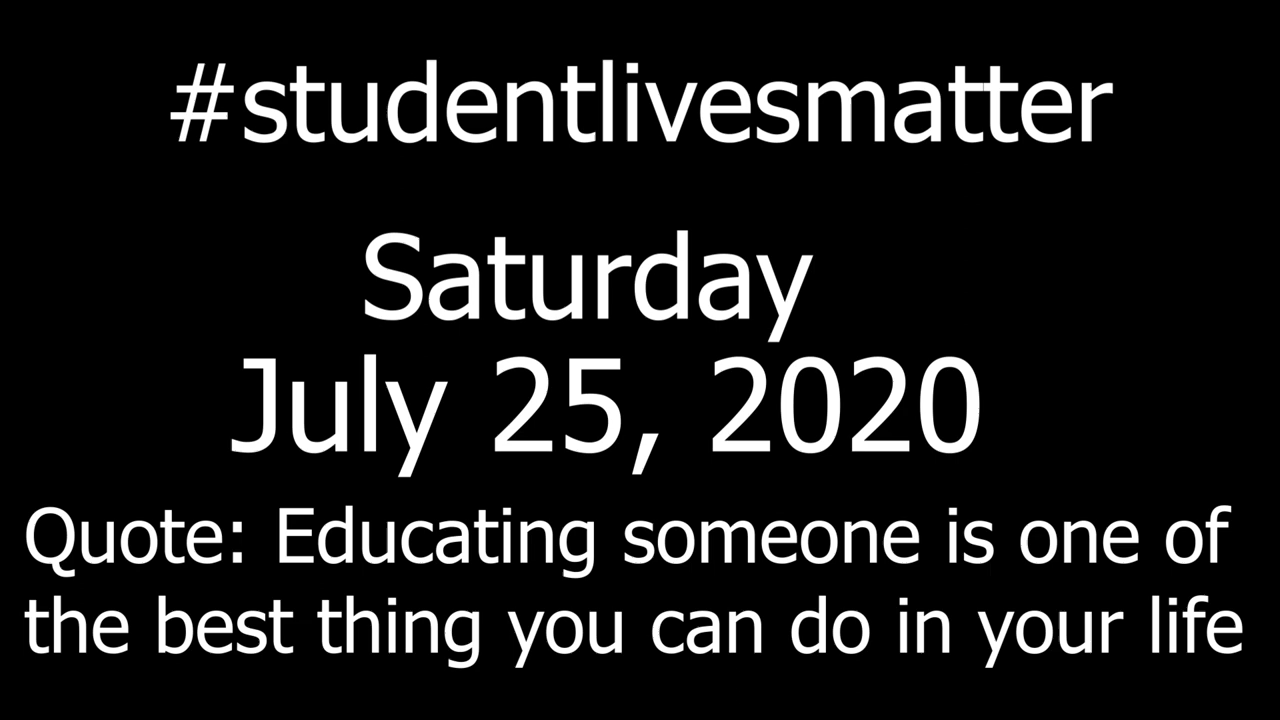 #studentlivesmatter
Saturday
July 25, 2020
Quote: Educating someone is one of
the best thing you can do in your life